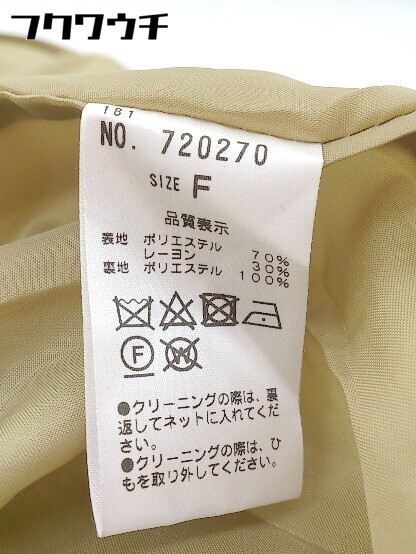 フクワウチ
181
NO. 720270
SIZE F
品質表示
表地 ポリエステル 70%
レーヨン 30%
裏地 ポリエステル 100%
F
W
●クリーニングの際は、裏
返してネットに入れてくだ
さい。
●クリーニングの際は、ひ
もを取り外してください。